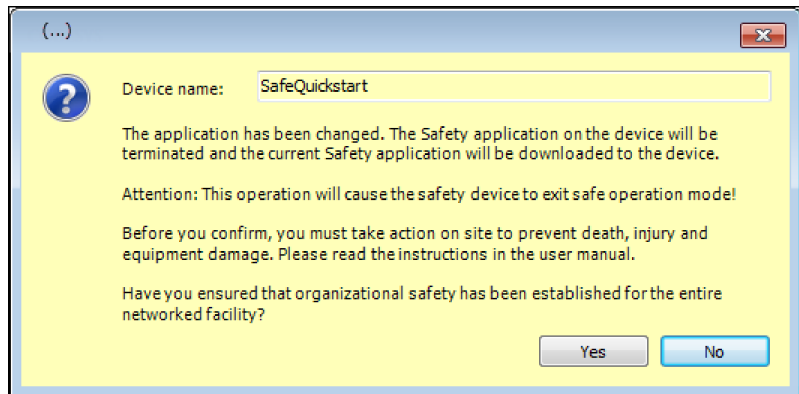 (...)
Device name: SafeQuickstart
The application has been changed. The Safety application on the device will be
terminated and the current Safety application will be downloaded to the device.
Attention: This operation will cause the safety device to exit safe operation mode!
Before you confirm, you must take action on site to prevent death, injury and
equipment damage. Please read the instructions in the user manual.
Have you ensured that organizational safety has been established for the entire
networked facility?
Yes No